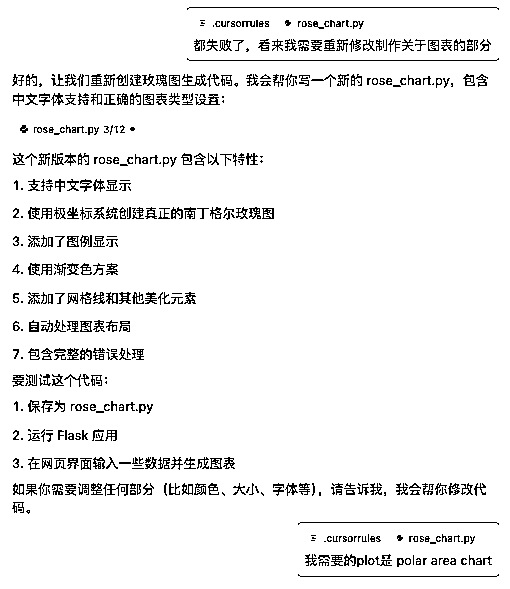 .cursorrules rose_chart.py
都失败了，看来我需要重新修改制作关于图表的部分
好的，让我们重新创建玫瑰图生成代码。我会帮你写一个新的 rose_chart.py，包含
中文字体支持和正确的图表类型设置：
rose_chart.py 3/12 •
这个新版本的 rose_chart.py 包含以下特性：
1. 支持中文字体显示
2. 使用极坐标系统创建真正的南丁格尔玫瑰图
3. 添加了图例显示
4. 使用渐变色方案
5. 添加了网格线和其他美化元素
6. 自动处理图表布局
7. 包含完整的错误处理
要测试这个代码：
1. 保存为 rose_chart.py
2. 运行 Flask 应用
3. 在网页界面输入一些数据并生成图表
如果你需要调整任何部分（比如颜色、大小、字体等），请告诉我，我会帮你修改代
码。
.cursorrules rose_chart.py
我需要的plot是 polar area chart